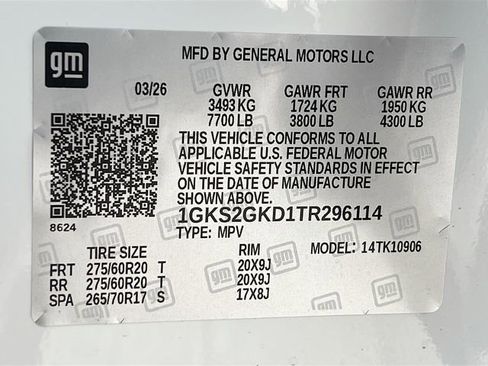 gm
MFD BY GENERAL MOTORS LLC
03/26 GVWR GAWR FRT GAWR RR
3493 KG 1724 KG 1950 KG
7700 LB 3800 LB 4300 LB
THIS VEHICLE CONFORMS TO ALL
APPLICABLE U.S. FEDERAL MOTOR
VEHICLE SAFETY STANDARDS IN EFFECT
ON THE DATE OF MANUFACTURE
SHOWN ABOVE.
8624
1GKS2GKD1TR296114
TYPE: MPV
TIRE SIZE RIM MODEL: 14TK10906
FRT 275/60R20 T 20X9J
RR 275/60R20 T 20X9J
SPA 265/70R17 S 17X8J